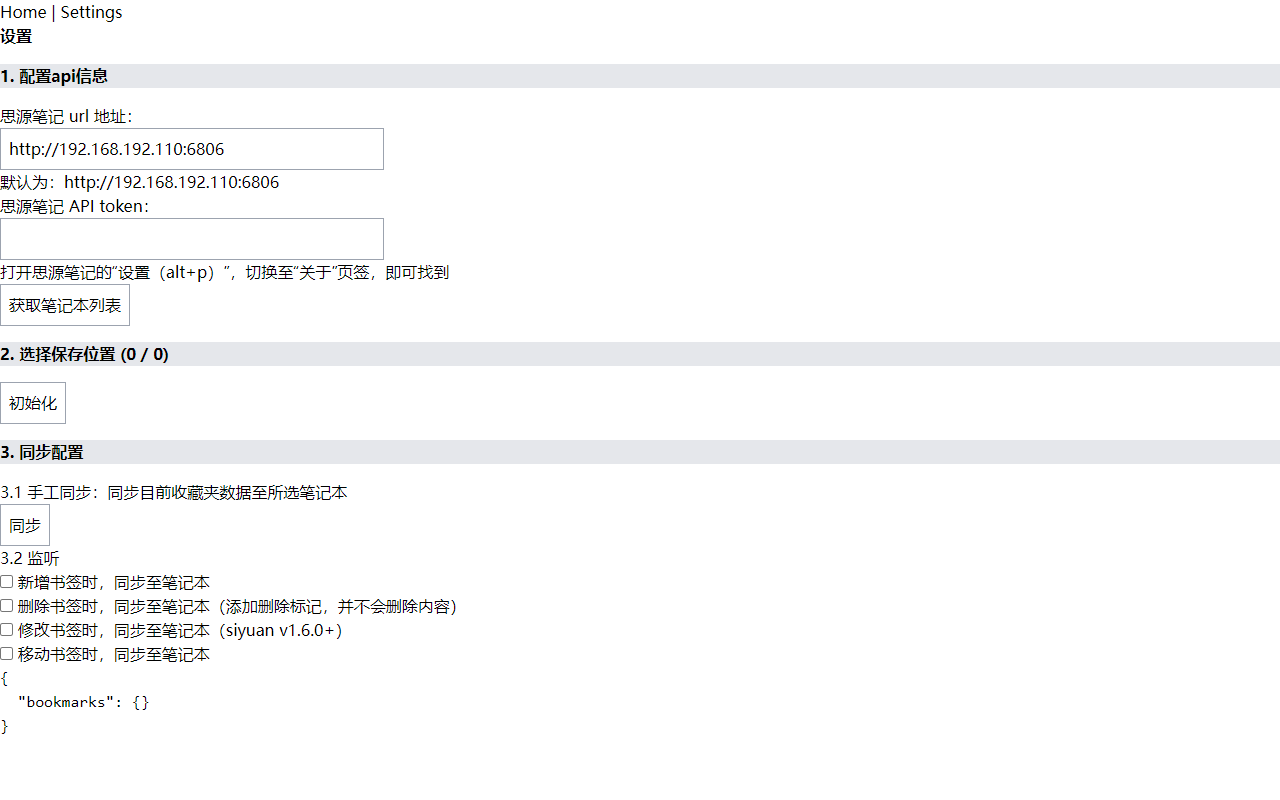 Home | Settings
设置
1. 配置api信息
思源笔记 url 地址：
http://192.168.192.110:6806
默认为：http://192.168.192.110:6806
思源笔记 API token：
打开思源笔记的“设置（alt+p）”，切换至“关于”页签，即可找到
获取笔记本列表
2. 选择保存位置 (0 / 0)
初始化
3. 同步配置
3.1 手工同步：同步目前收藏夹数据至所选笔记本
同步
3.2 监听
新增书签时，同步至笔记本
删除书签时，同步至笔记本（添加删除标记，并不会删除内容）
修改书签时，同步至笔记本（siyuan v1.6.0+）
移动书签时，同步至笔记本
{
  "bookmarks": {}
}